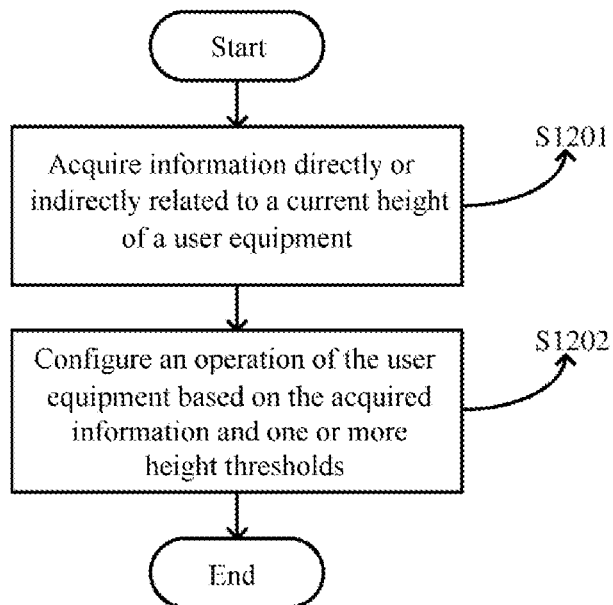 Start
S1201
Acquire information directly or
indirectly related to a current height
of a user equipment
S1202
Configure an operation of the user
equipment based on the acquired
information and one or more
height thresholds
End